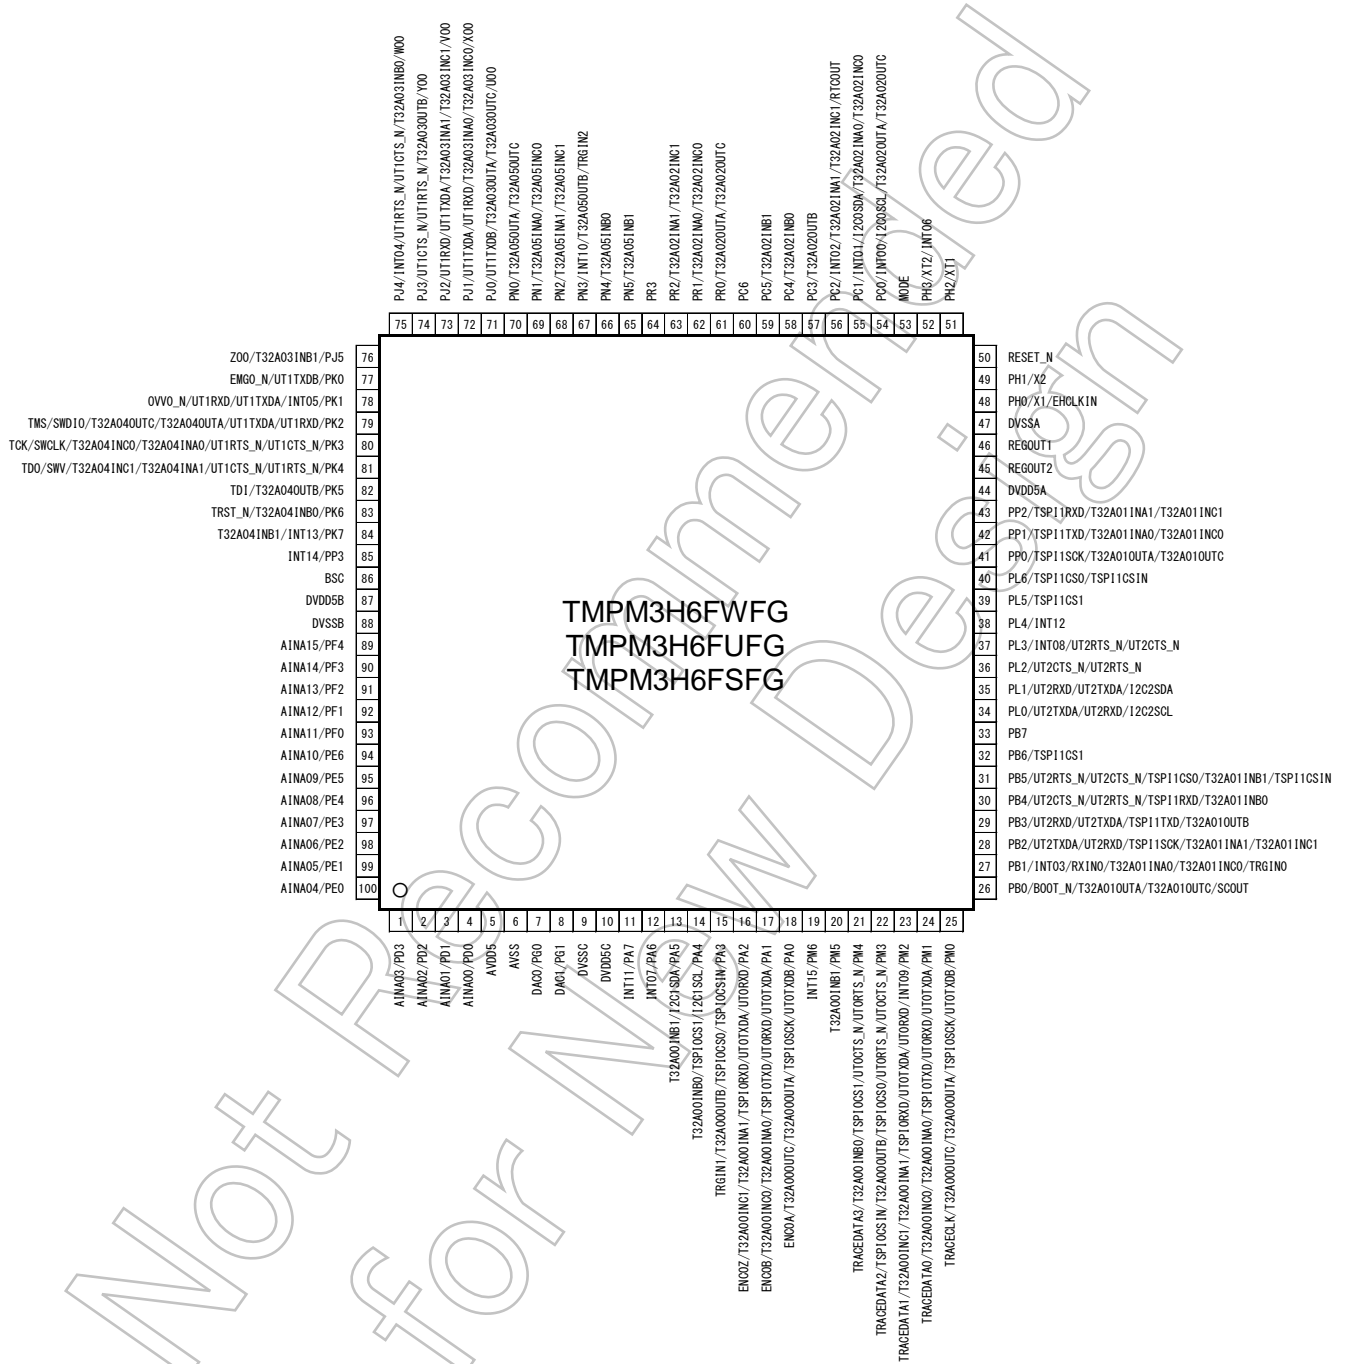 PJ4/INT04/UT1RTS_N/UT1CTS_N/T32A03INB0/WO0
PJ3/UT1CTS_N/UT1RTS_N/T32A03OUTB/YO0
PJ2/UT1RXD/UT1TXDA/T32A03INA1/T32A03INC1/VO0
PJ1/UT1TXDA/UT1RXD/T32A03INA0/T32A03INC0/XO0
PJ0/UT1TXDB/T32A03OUTA/T32A03OUTC/UO0
PN0/T32A05OUTA/T32A05OUTC
PN1/T32A05INA0/T32A05INC0
PN2/T32A05INA1/T32A05INC1
PN3/INT10/T32A05OUTB/TRGIN2
PN4/T32A05INB0
PN5/T32A05INB1
PR3
PR2/T32A02INA1/T32A02INC1
PR1/T32A02INA0/T32A02INC0
PR0/T32A02OUTA/T32A02OUTC
PC6
PC5/T32A02INB1
PC4/T32A02INB0
PC3/T32A02OUTB
PC2/INT02/T32A02INA1/T32A02INC1/RTCOUT
PC1/INT01/I2C0SDA/T32A02INA0/T32A02INC0
PC0/INT00/I2C0SCL/T32A02OUTA/T32A02OUTC
MODE
PH3/XT2/INT06
PH2/XT1
75 74 73 72 71 70 69 68 67 66 65 64 63 62 61 60 59 58 57 56 55 54 53 52 51
ZO0/T32A03INB1/PJ5 76
EMG0_N/UT1TXDB/PK0 77
OVV0_N/UT1RXD/UT1TXDA/INT05/PK1 78
TMS/SWDIO/T32A04OUTC/T32A04OUTA/UT1TXDA/UT1RXD/PK2 79
TCK/SWCLK/T32A04INC0/T32A04INA0/UT1RTS_N/UT1CTS_N/PK3 80
TDO/SWV/T32A04INC1/T32A04INA1/UT1CTS_N/UT1RTS_N/PK4 81
TDI/T32A04OUTB/PK5 82
TRST_N/T32A04INB0/PK6 83
T32A04INB1/INT13/PK7 84
INT14/PP3 85
BSC 86
DVDD5B 87
DVSSB 88
AINA15/PF4 89
AINA14/PF3 90
AINA13/PF2 91
AINA12/PF1 92
AINA11/PF0 93
AINA10/PE6 94
AINA09/PE5 95
AINA08/PE4 96
AINA07/PE3 97
AINA06/PE2 98
AINA05/PE1 99
AINA04/PE0 100
TMPM3H6FWFG
TMPM3H6FUFG
TMPM3H6FSFG
50 RESET_N
49 PH1/X2
48 PH0/X1/EHCLKIN
47 DVSSA
46 REGOUT1
45 REGOUT2
44 DVDD5A
43 PP2/TSPI1RXD/T32A01INA1/T32A01INC1
42 PP1/TSPI1TXD/T32A01INA0/T32A01INC0
41 PP0/TSPI1SCK/T32A01OUTA/T32A01OUTC
40 PL6/TSPI1CS0/TSPI1CSIN
39 PL5/TSPI1CS1
38 PL4/INT12
37 PL3/INT08/UT2RTS_N/UT2CTS_N
36 PL2/UT2CTS_N/UT2RTS_N
35 PL1/UT2RXD/UT2TXDA/I2C2SDA
34 PL0/UT2TXDA/UT2RXD/I2C2SCL
33 PB7
32 PB6/TSPI1CS1
31 PB5/UT2RTS_N/UT2CTS_N/TSPI1CS0/T32A01INB1/TSPI1CSIN
30 PB4/UT2CTS_N/UT2RTS_N/TSPI1RXD/T32A01INB0
29 PB3/UT2RXD/UT2TXDA/TSPI1TXD/T32A01OUTB
28 PB2/UT2TXDA/UT2RXD/TSPI1SCK/T32A01INA1/T32A01INC1
27 PB1/INT03/RXIN0/T32A01INA0/T32A01INC0/TRGIN0
26 PB0/BOOT_N/T32A01OUTA/T32A01OUTC/SCOUT
1 2 3 4 5 6 7 8 9 10 11 12 13 14 15 16 17 18 19 20 21 22 23 24 25
AINA03/PD3
AINA02/PD2
AINA01/PD1
AINA00/PD0
AVDD5
AVSS
DAC0/PG0
DAC1/PG1
DVSSC
DVDD5C
INT11/PA7
INT07/PA6
T32A00INB1/I2C1SDA/PA5
T32A00INB0/TSPI0CS1/I2C1SCL/PA4
TRGIN1/T32A00OUTB/TSPI0CS0/TSPI0CSIN/PA3
ENC0Z/T32A00INC1/T32A00INA1/TSPI0RXD/UT0TXDA/UT0RXD/PA2
ENC0B/T32A00INC0/T32A00INA0/TSPI0TXD/UT0RXD/UT0TXDA/PA1
ENC0A/T32A00OUTC/T32A00OUTA/TSPI0SCK/UT0TXDB/PA0
INT15/PM6
T32A00INB1/PM5
TRACEDATA3/T32A00INB0/TSPI0CS1/UT0CTS_N/UT0RTS_N/PM4
TRACEDATA2/TSPI0CSIN/T32A00OUTB/TSPI0CS0/UT0RTS_N/UT0CTS_N/PM3
TRACEDATA1/T32A00INC1/T32A00INA1/TSPI0RXD/UT0TXDA/UT0RXD/INT09/PM2
TRACEDATA0/T32A00INC0/T32A00INA0/TSPI0TXD/UT0RXD/UT0TXDA/PM1
TRACECLK/T32A00OUTC/T32A00OUTA/TSPI0SCK/UT0TXDB/PM0
Not Recommended
for New Design